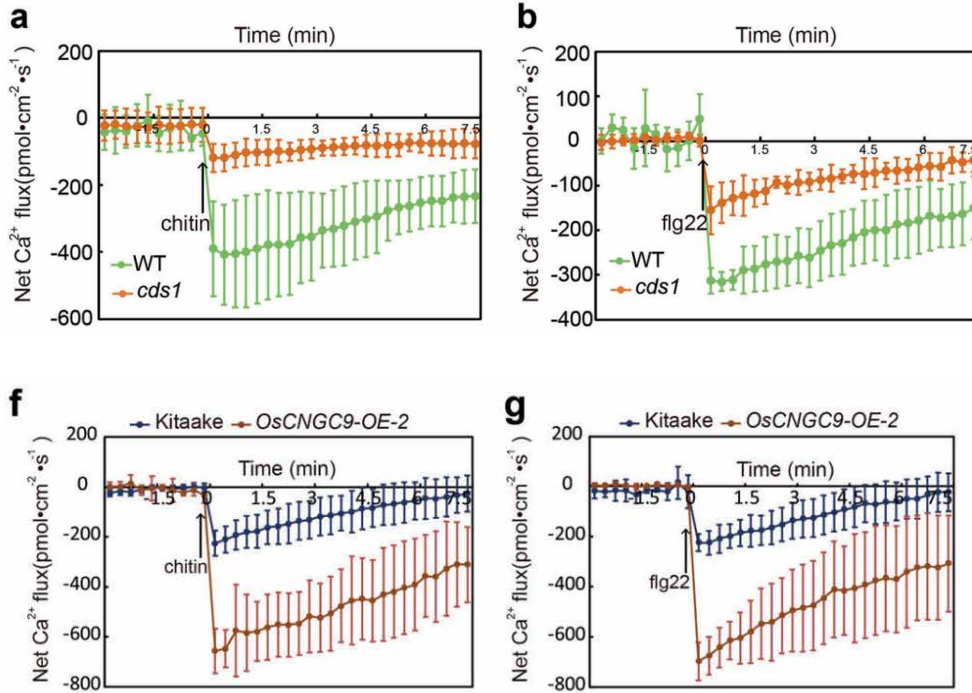 a
Time (min)
Net Ca²⁺ flux(pmol•cm⁻²•s⁻¹)
200
0
-200
-400
-600
-1.5 0 1.5 3 4.5 6 7.5
chitin
WT
cds1
b
Time (min)
Net Ca²⁺ flux(pmol•cm⁻²•s⁻¹)
200
100
0
-100
-200
-300
-400
-1.5 0 1.5 3 4.5 6 7.5
flg22
WT
cds1
f
Kitaake OsCNGC9-OE-2
Time (min)
Net Ca²⁺ flux(pmol•cm⁻²•s⁻¹)
200
0
-200
-400
-600
-800
-1.5 0 1.5 3 4.5 6 7.5
chitin
g
Kitaake OsCNGC9-OE-2
Time (min)
Net Ca²⁺ flux(pmol•cm⁻²•s⁻¹)
200
0
-200
-400
-600
-800
-1.5 0 1.5 3 4.5 6 7.5
flg22